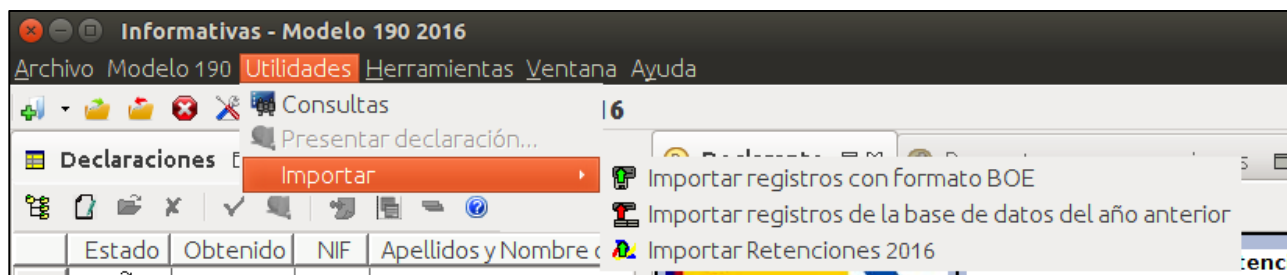 Informativas - Modelo 190 2016
Archivo Modelo 190 Utilidades Herramientas Ventana Ayuda
Consultas
Presentar declaración...
Declaraciones
Importar
Importar registros con formato BOE
Importar registros de la base de datos del año anterior
Estado Obtenido NIF Apellidos y Nombre
Importar Retenciones 2016